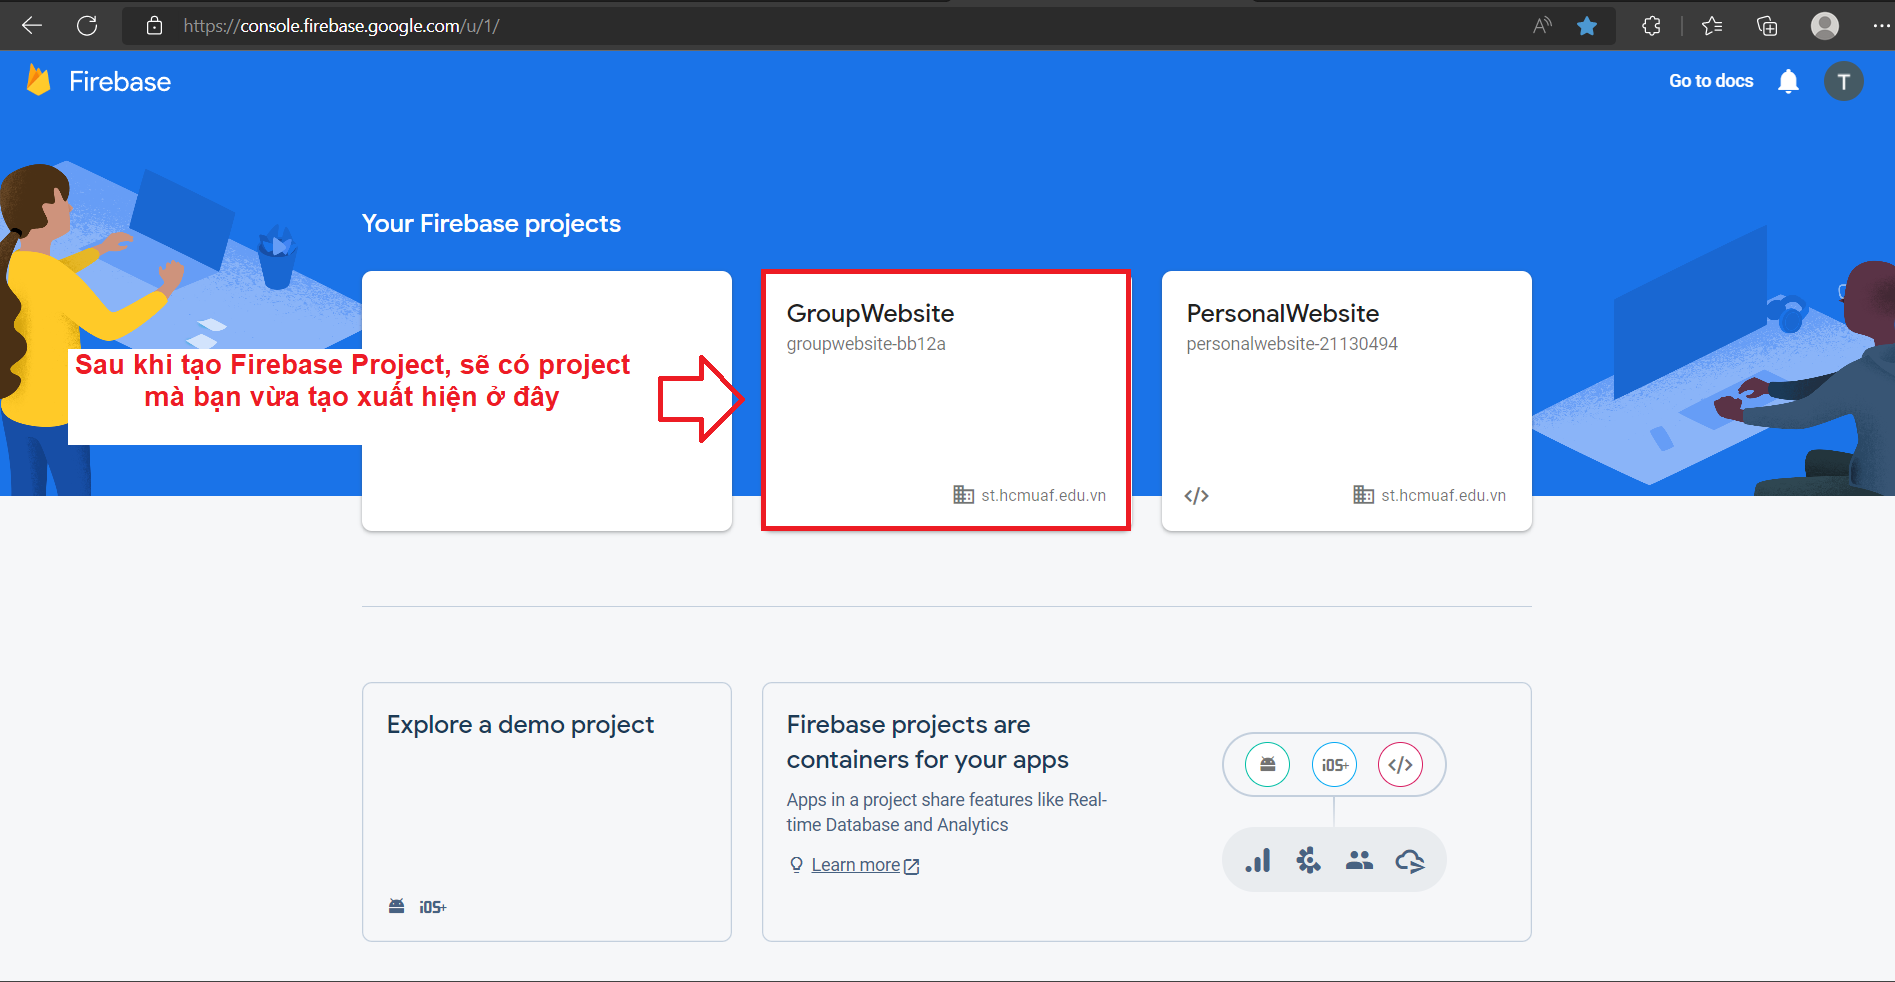 https://console.firebase.google.com/u/1/
Firebase
Go to docs
T
Your Firebase projects
Sau khi tạo Firebase Project, sẽ có project
mà bạn vừa tạo xuất hiện ở đây
GroupWebsite
groupwebsite-bb12a
st.hcmuaf.edu.vn
PersonalWebsite
personalwebsite-21130494
</>
st.hcmuaf.edu.vn
Explore a demo project
iOS+
Firebase projects are
containers for your apps
Apps in a project share features like Real-
time Database and Analytics
Learn more
iOS+
</>